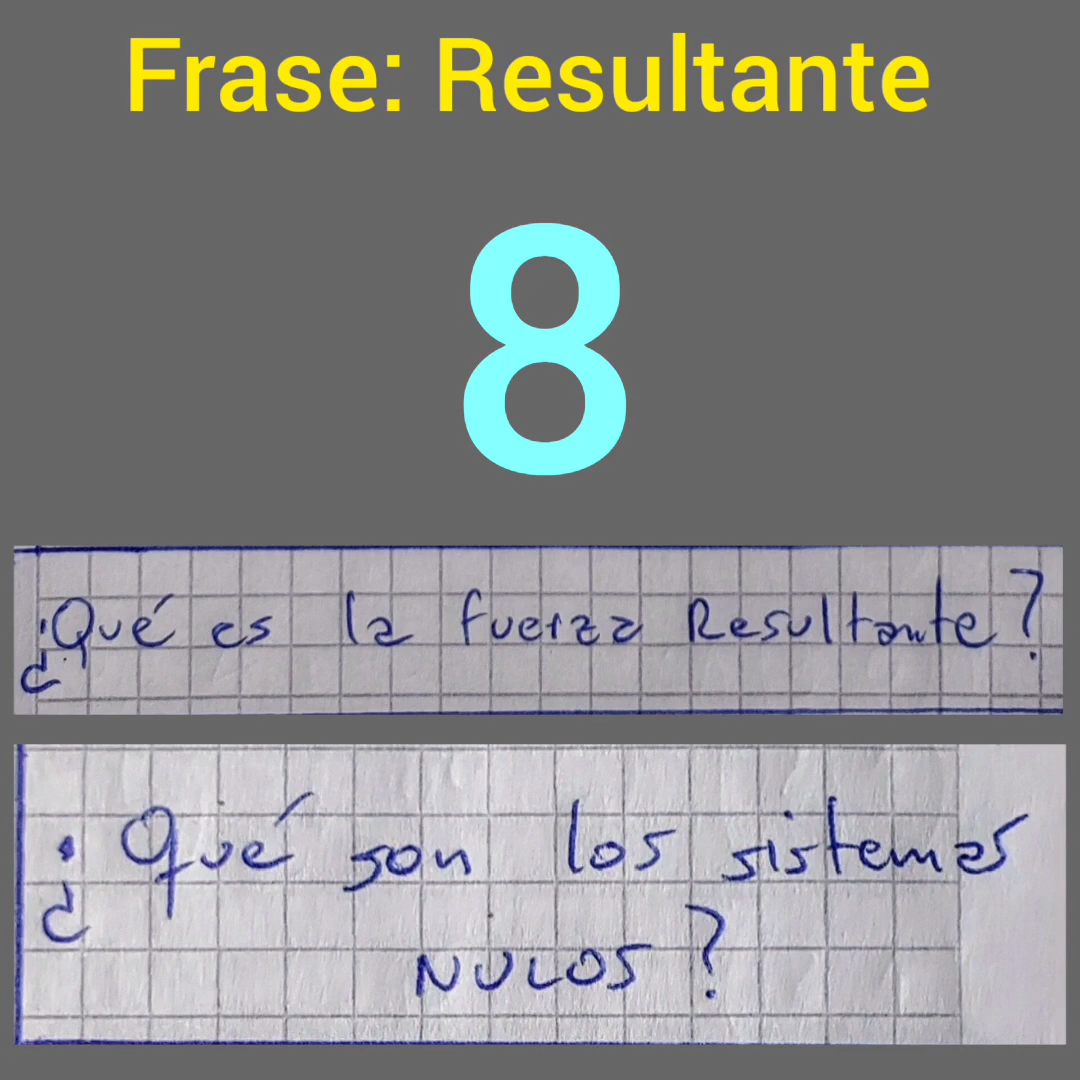 Frase: Resultante
8
¿Qué es la fuerza Resultante?
¿Qué son los sistemas
NULOS?